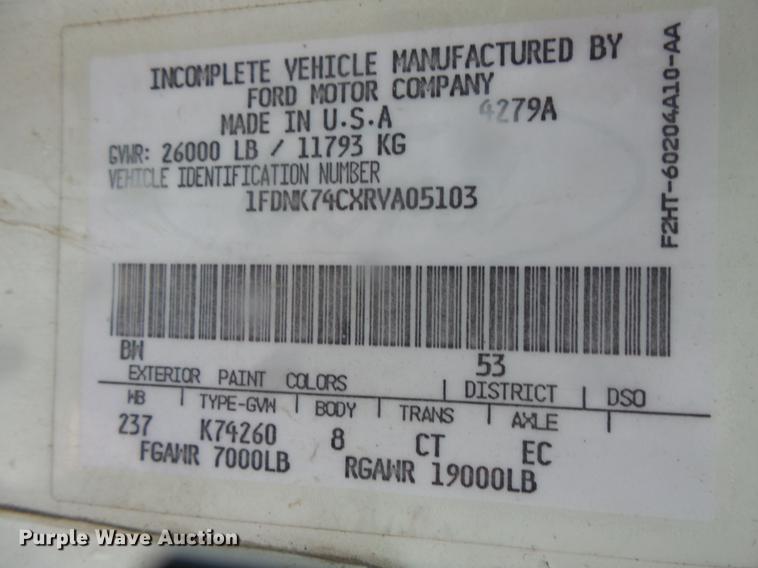 INCOMPLETE VEHICLE MANUFACTURED BY
FORD MOTOR COMPANY
MADE IN U.S.A 4279A
GVWR: 26000 LB / 11793 KG
VEHICLE IDENTIFICATION NUMBER
1FDNK74CXRVA05103
F2HT-60204A10-AA
BW 53
EXTERIOR PAINT COLORS DISTRICT DSO
WB TYPE-GVW BODY TRANS AXLE
237 K74260 8 CT EC
FGAWR 7000LB RGAWR 19000LB
Purple Wave Auction